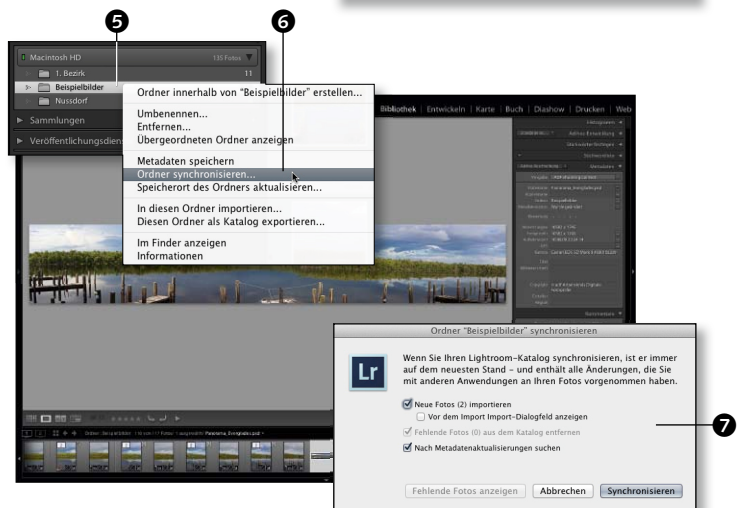 5
6
Macintosh HD 135 Fotos
1. Bezirk 11
Beispielbilder
Nussdorf
Sammlungen
Veröffentlichungsdiens
Ordner innerhalb von "Beispielbilder" erstellen...
Umbenennen...
Entfernen...
Übergeordneten Ordner anzeigen
Metadaten speichern
Ordner synchronisieren...
Speicherort des Ordners aktualisieren...
In diesen Ordner importieren...
Diesen Ordner als Katalog exportieren...
Im Finder anzeigen
Informationen
Bibliothek | Entwickeln | Karte | Buch | Diashow | Drucken | Web
Histogramm
Stichwortliste
Metadaten
Kommentare
Ordner "Beispielbilder" synchronisieren
Lr
Wenn Sie Ihren Lightroom-Katalog synchronisieren, ist er immer
auf dem neuesten Stand – und enthält alle Änderungen, die Sie
mit anderen Anwendungen an Ihren Fotos vorgenommen haben.
Neue Fotos (2) importieren
Vor dem Import Import-Dialogfeld anzeigen
Fehlende Fotos (0) aus dem Katalog entfernen
Nach Metadatenaktualisierungen suchen
7
Fehlende Fotos anzeigen
Abbrechen
Synchronisieren